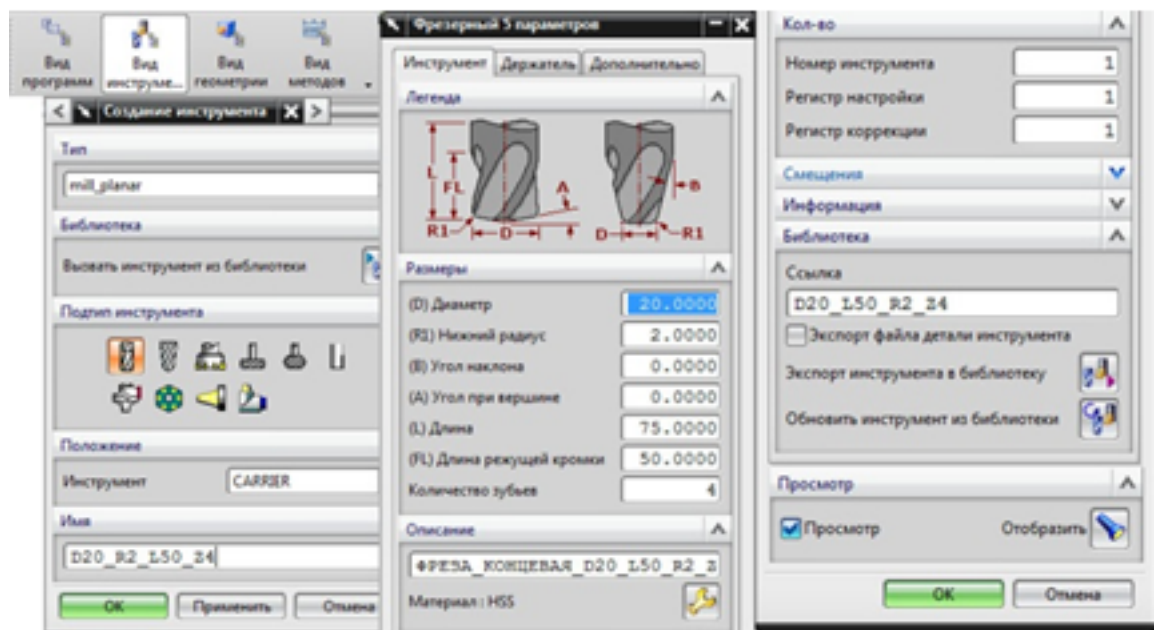 Вид программ
Вид инструме...
Вид геометрии
Вид методов
Создание инструмента
Тип
mill_planar
Библиотека
Вызвать инструмент из библиотеки
Подтип инструмента
Положение
Инструмент CARRIER
Имя
D20_R2_L50_Z4
OK Применить Отмена
Фрезерный 5 параметров
Инструмент Держатель Дополнительно
Легенда
L FL A B
R1 D D R1
Размеры
(D) Диаметр 20.0000
(R1) Нижний радиус 2.0000
(B) Угол наклона 0.0000
(A) Угол при вершине 0.0000
(L) Длина 75.0000
(FL) Длина режущей кромки 50.0000
Количество зубьев 4
Описание
ФРЕЗА_КОНЦЕВАЯ_D20_L50_R2_Z
Материал : HSS
Кол-во
Номер инструмента 1
Регистр настройки 1
Регистр коррекции 1
Смещения
Информация
Библиотека
Ссылка
D20_L50_R2_Z4
Экспорт файла детали инструмента
Экспорт инструмента в библиотеку
Обновить инструмент из библиотеки
Просмотр
Просмотр Отобразить
OK Отмена